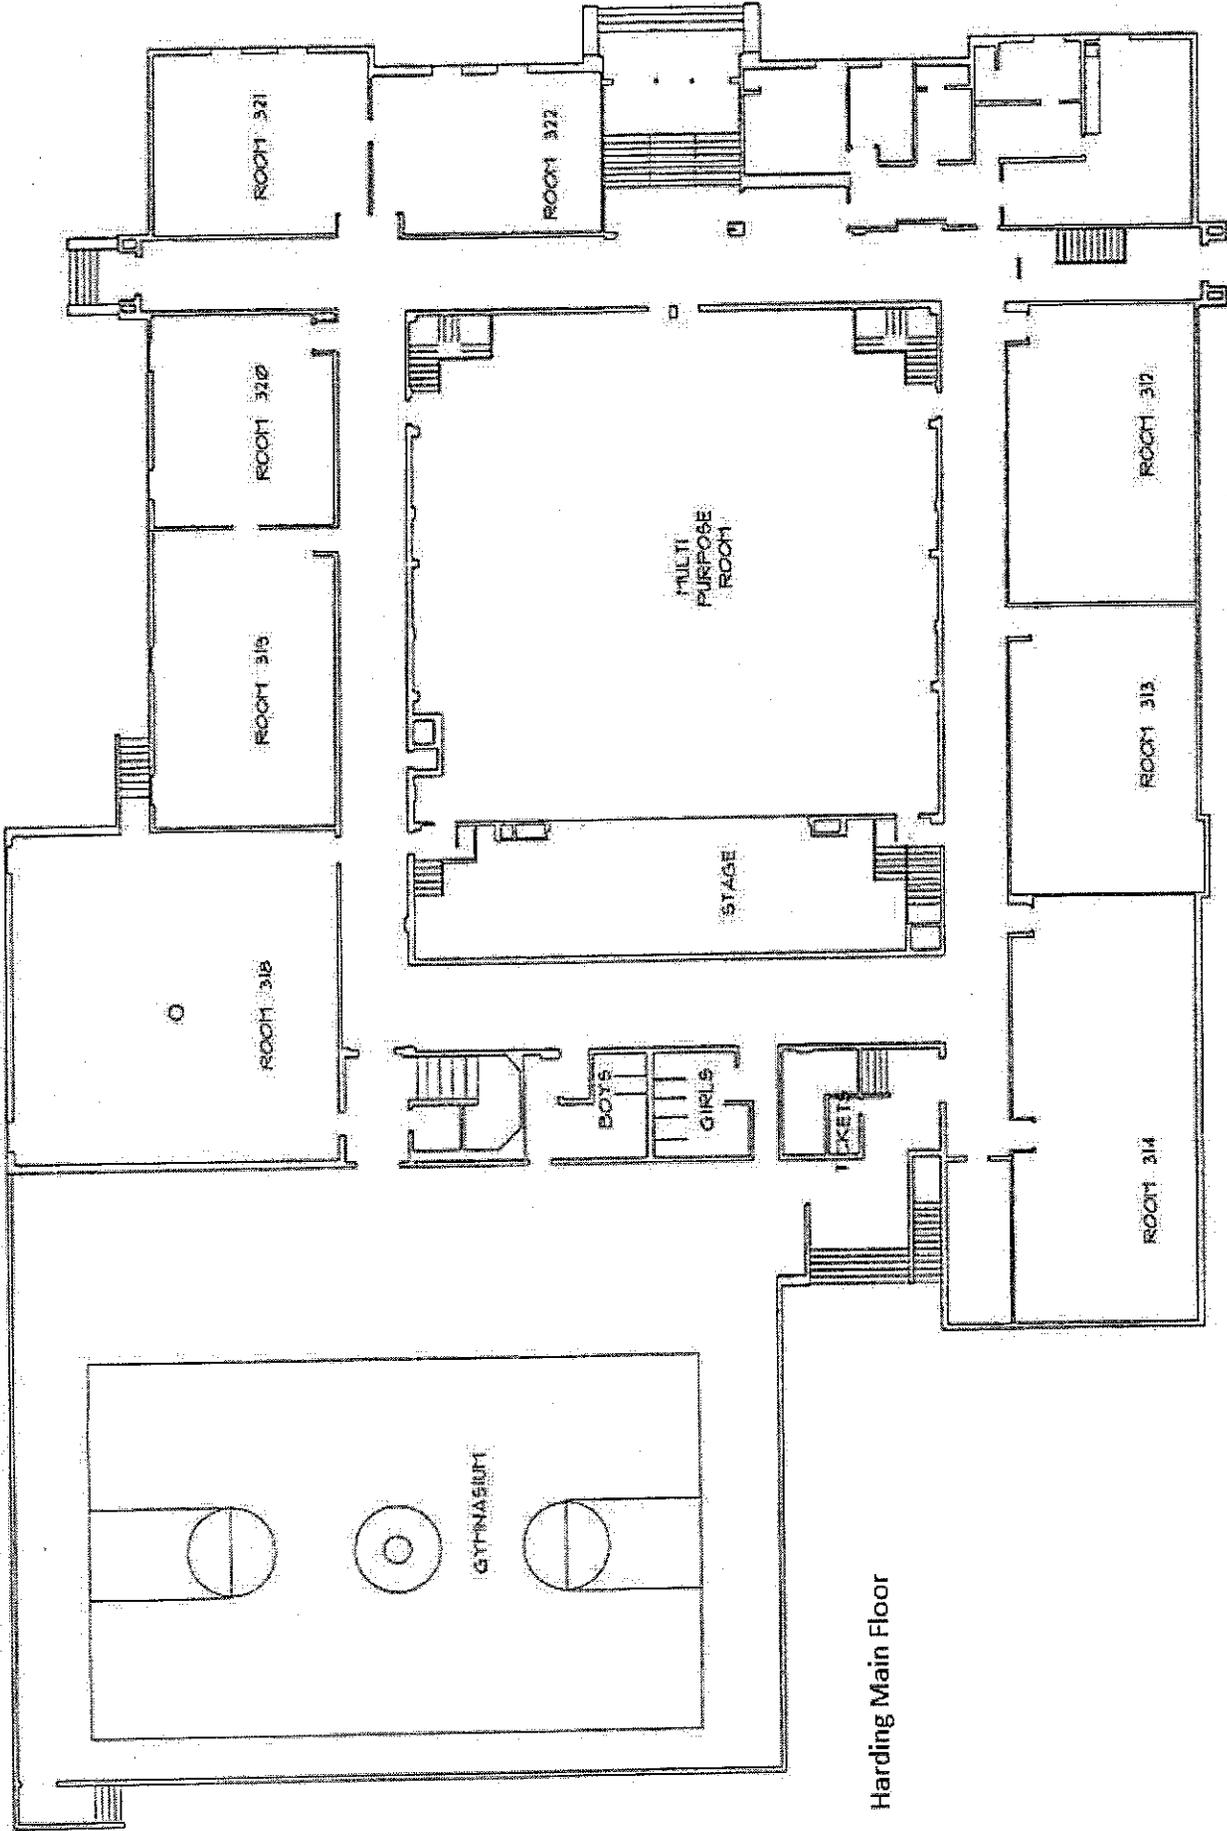 ROOM 318
ROOM 319
ROOM 320
ROOM 321
GYMNASIUM
ROOM 322
BOYS
GIRLS
STAGE
MULTI
PURPOSE
ROOM
TICKETS
Harding Main Floor
ROOM 314
ROOM 313
ROOM 312